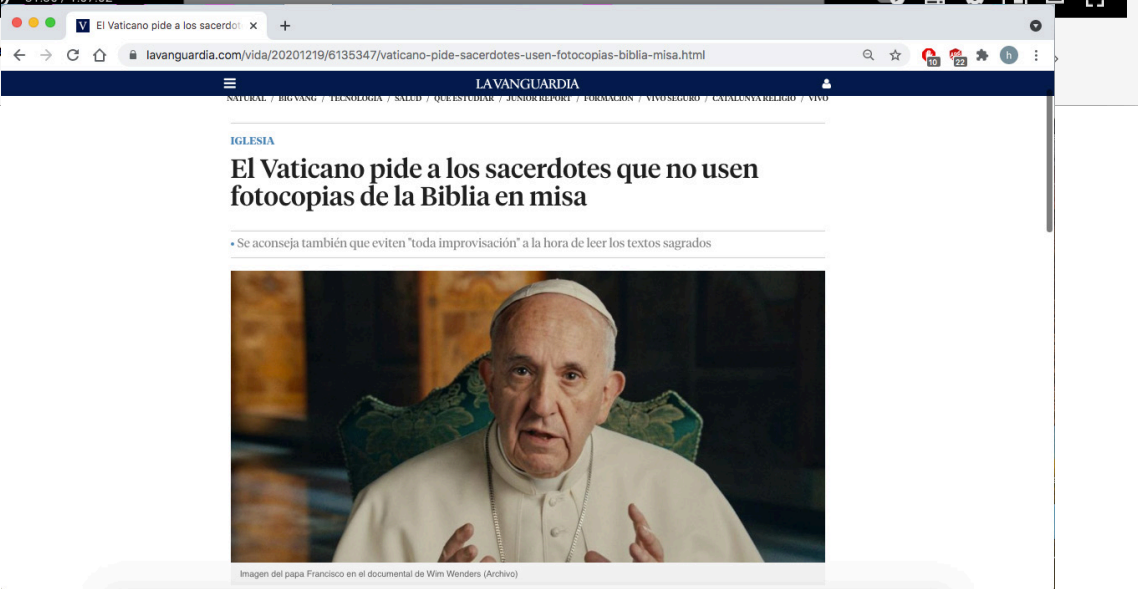 El Vaticano pide a los sacerdot
lavanguardia.com/vida/20201219/6135347/vaticano-pide-sacerdotes-usen-fotocopias-biblia-misa.html
10
22
h
LA VANGUARDIA
NATURAL / BIG VANG / TECNOLOGÍA / SALUD / QUÉ ESTUDIAR / JUNIOR REPORT / FORMACIÓN / VIVO SEGURO / CATALUNYA RELIGIÓ / VIVO
IGLESIA
El Vaticano pide a los sacerdotes que no usen
fotocopias de la Biblia en misa
• Se aconseja también que eviten "toda improvisación" a la hora de leer los textos sagrados
Imagen del papa Francisco en el documental de Wim Wenders (Archivo)